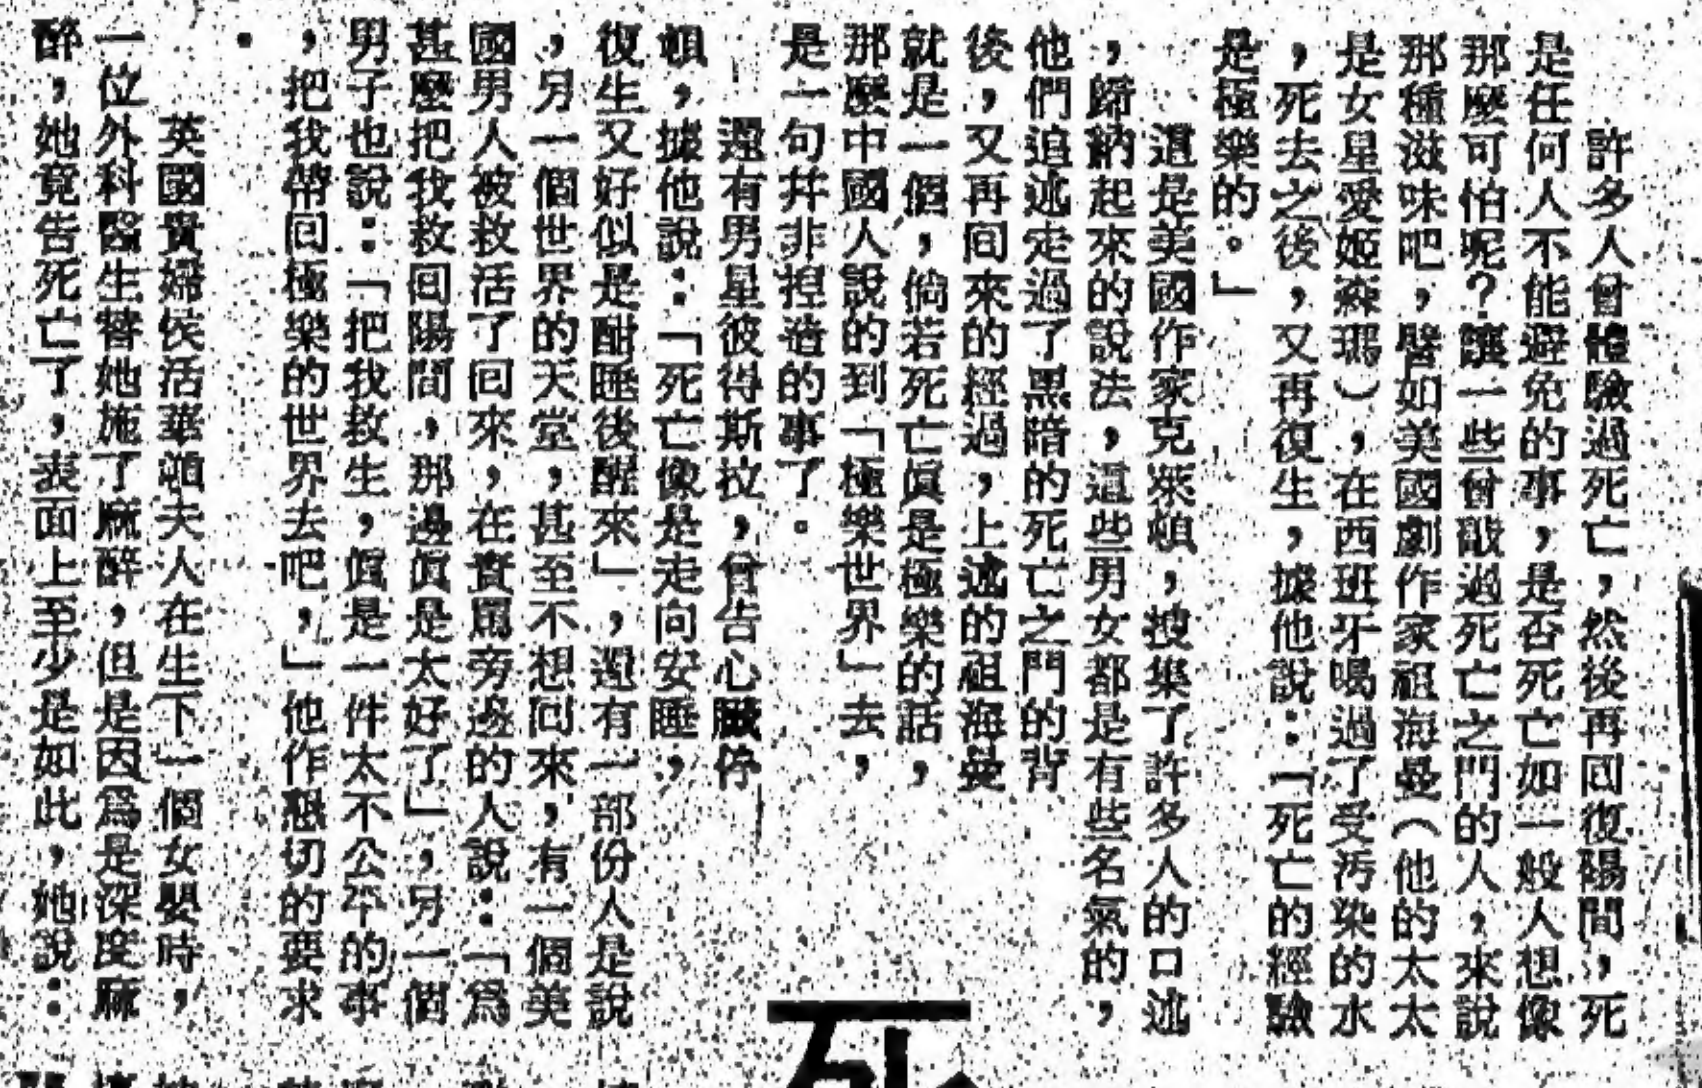 許多人曾體驗過死亡，然後再回復陽間，死
是任何人不能避免的事，是否死亡如一般人想像
那麼可怕呢？讓一些曾敲過死亡之門的人，來說
那種滋味吧，譬如美國劇作家祖海曼（他的太太
是女星愛姬蘇瑪），在西班牙喝過了受污染的水
，死去之後，又再復生，據他說：「死亡的經驗
是極樂的。」
這是美國作家克萊頓，搜集了許多人的口述
，歸納起來的說法，這些男女都是有些名氣的，
他們追述走過了黑暗的死亡之門的背
後，又再回來的經過，上述的祖海曼
就是一個，倘若死亡眞是極樂的話，
那麼中國人說的到「極樂世界」去，
是一句幷非揑造的事了。
還有男星彼得斯拉，曾告心臟停
頓，據他說：「死亡像是走向安睡，
復生又好似是酣睡後醒來」，還有一部份人是說
，另一個世界的天堂，甚至不想回來，有一個美
國男人被救活了回來，在責罵旁邊的人說：「爲
甚麼把我救回陽間，那邊眞是太好了」，另一個
男子也說：「把我救生，眞是一件太不公平的事
，把我帶回極樂的世界去吧，」他作懇切的要求
。
英國貴婦侯活華頓夫人在生下一個女嬰時，
一位外科醫生替她施了麻醉，但是因爲是深度麻
醉，她竟告死亡了，表面上至少是如此，她說：
死